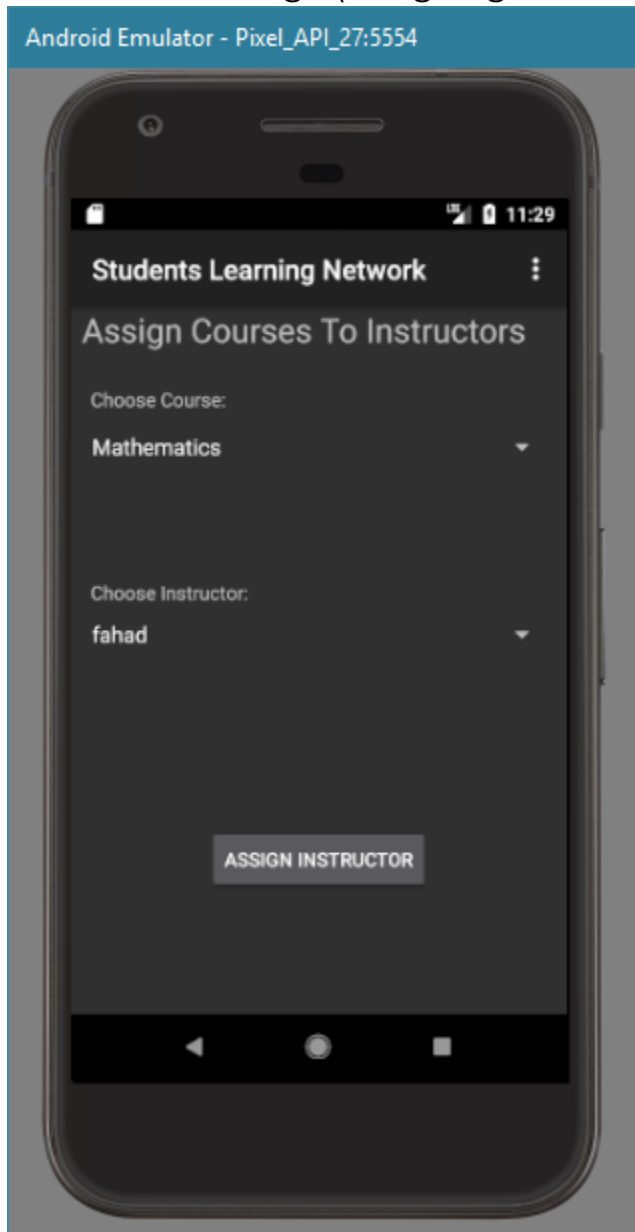 Android Emulator - Pixel_API_27:5554
LTE 11:29
Students Learning Network
Assign Courses To Instructors
Choose Course:
Mathematics
Choose Instructor:
fahad
ASSIGN INSTRUCTOR